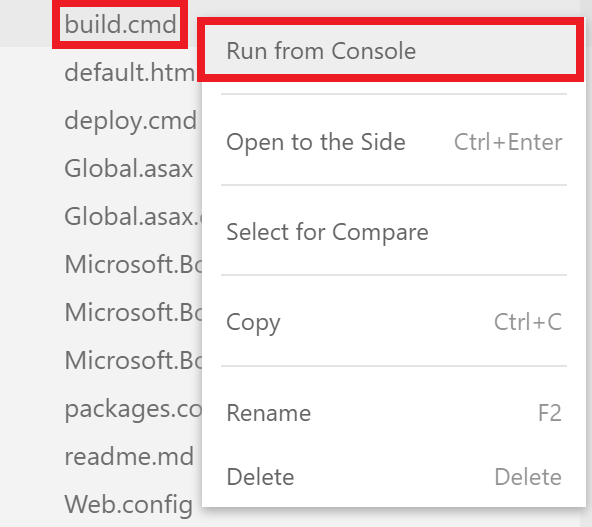 build.cmd
Run from Console
default.htm
Open to the Side Ctrl+Enter
deploy.cmd
Global.asax
Select for Compare
Global.asax.
Microsoft.Bo
Microsoft.Bo
Copy Ctrl+C
Microsoft.Bo
packages.co
Rename F2
readme.md
Delete Delete
Web.config